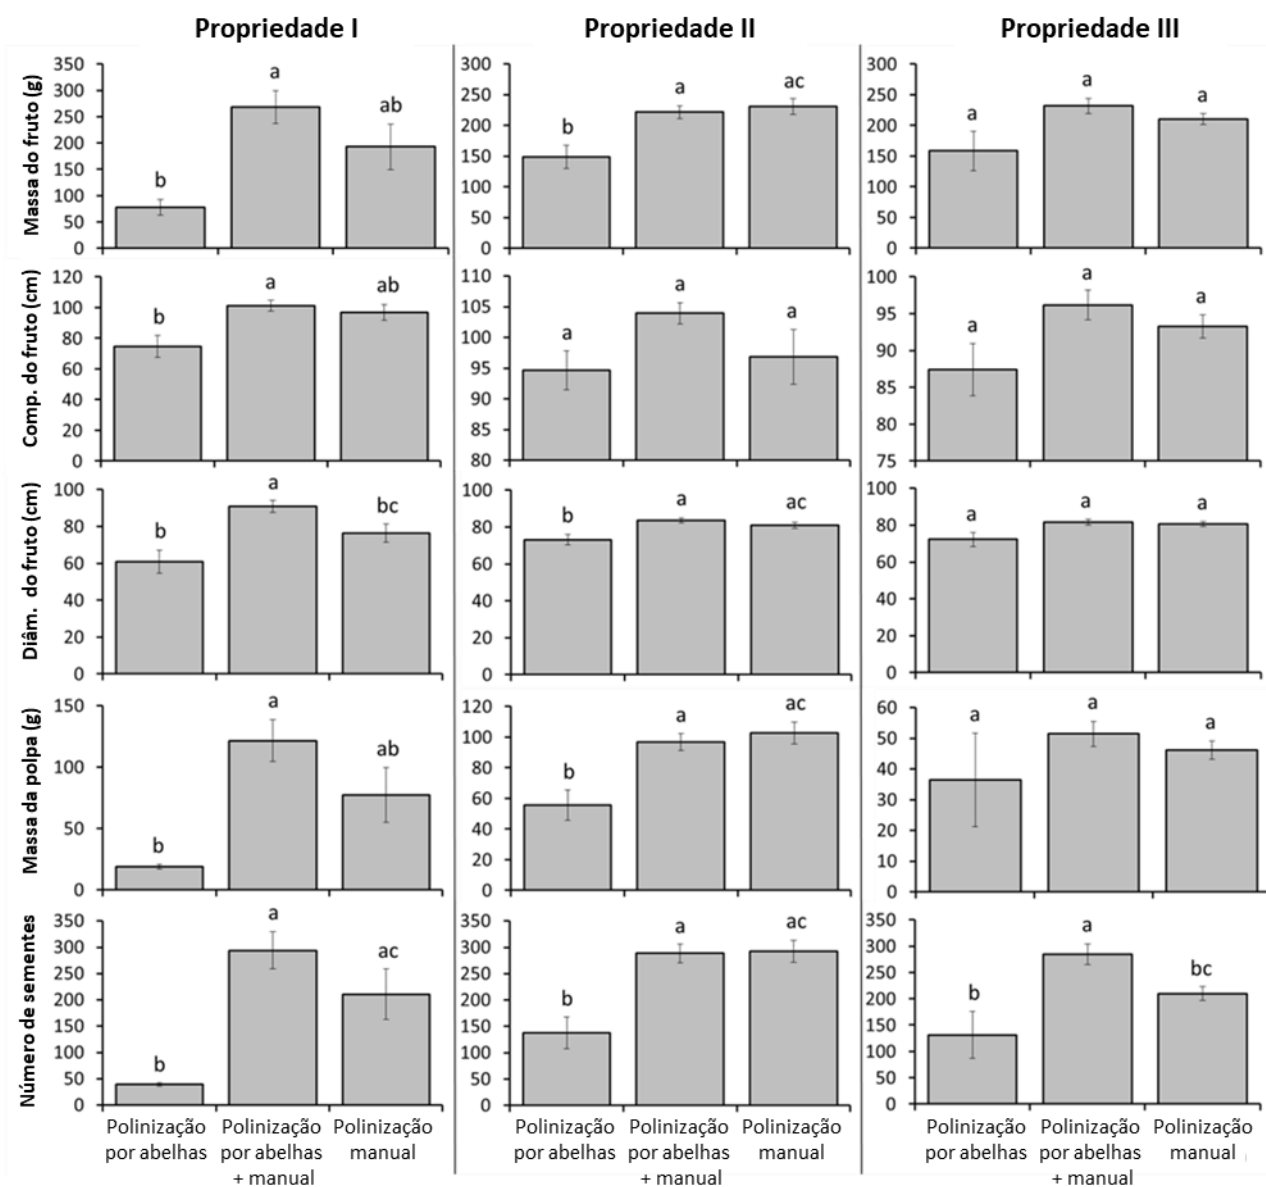 Propriedade I Propriedade II Propriedade III
Massa do fruto (g)
350
300
250
200
150
100
50
0
b a ab
300
250
200
150
100
50
0
b a ac
300
250
200
150
100
50
0
a a a
Comp. do fruto (cm)
120
100
80
60
40
20
0
b a ab
110
105
100
95
90
85
80
a a a
100
95
90
85
80
75
a a a
Diâm. do fruto (cm)
100
80
60
40
20
0
b a bc
100
80
60
40
20
0
b a ac
100
80
60
40
20
0
a a a
Massa da polpa (g)
150
100
50
0
b a ab
120
100
80
60
40
20
0
b a ac
60
50
40
30
20
10
0
a a a
Número de sementes
350
300
250
200
150
100
50
0
b a ac
350
300
250
200
150
100
50
0
b a ac
350
300
250
200
150
100
50
0
b a bc
Polinização
por abelhas
Polinização
por abelhas
+ manual
Polinização
manual
Polinização
por abelhas
Polinização
por abelhas
+ manual
Polinização
manual
Polinização
por abelhas
Polinização
por abelhas
+ manual
Polinização
manual